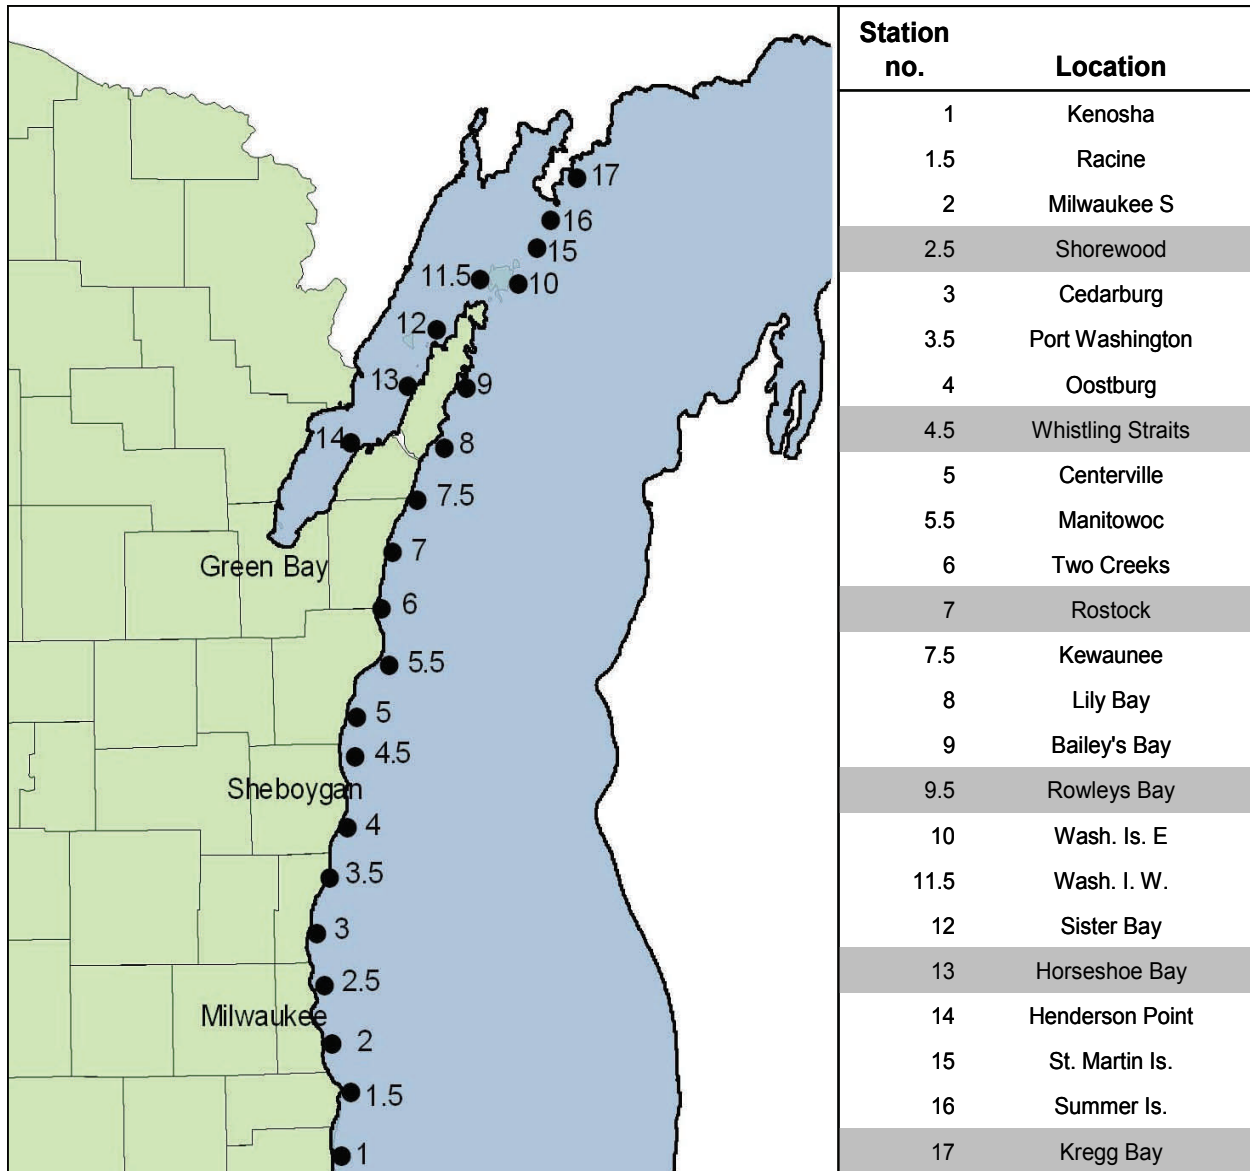 17
16
15
11.5
10
12
13
9
14
8
7.5
7
Green Bay
6
5.5
5
4.5
Sheboygan
4
3.5
3
2.5
Milwaukee
2
1.5
1
Station no. Location
1 Kenosha
1.5 Racine
2 Milwaukee S
2.5 Shorewood
3 Cedarburg
3.5 Port Washington
4 Oostburg
4.5 Whistling Straits
5 Centerville
5.5 Manitowoc
6 Two Creeks
7 Rostock
7.5 Kewaunee
8 Lily Bay
9 Bailey's Bay
9.5 Rowleys Bay
10 Wash. Is. E
11.5 Wash. I. W.
12 Sister Bay
13 Horseshoe Bay
14 Henderson Point
15 St. Martin Is.
16 Summer Is.
17 Kregg Bay